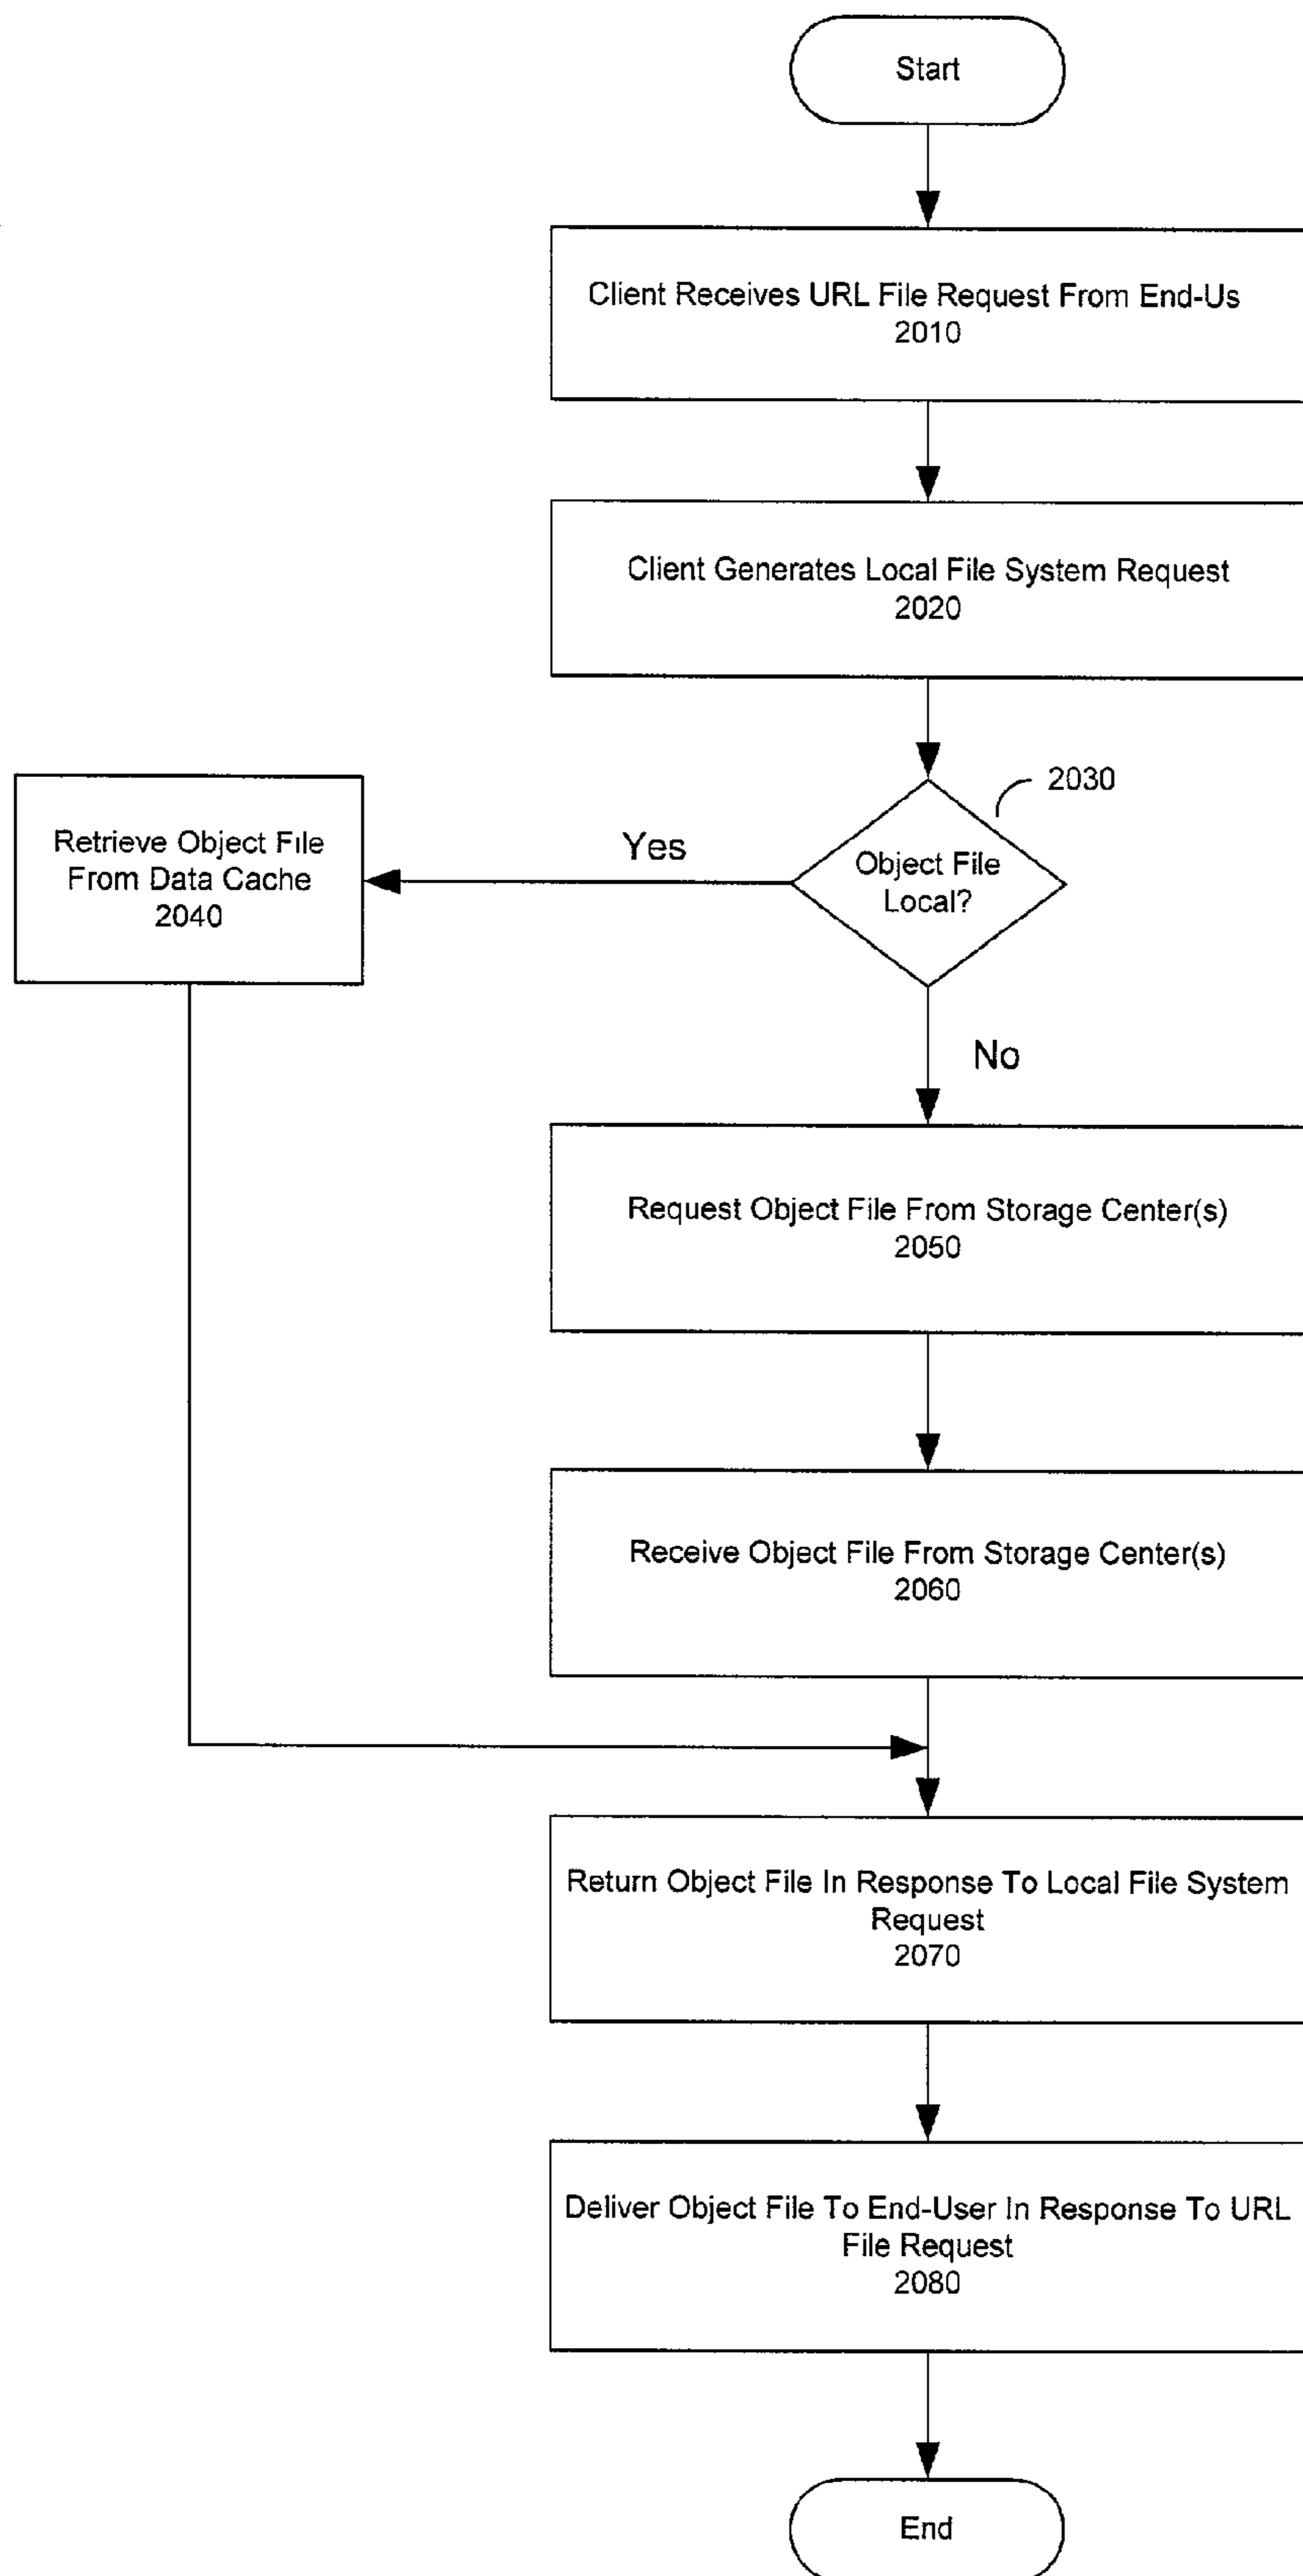 Start
Client Receives URL File Request From End-Us
2010
Client Generates Local File System Request
2020
2030
Object File
Local?
Yes
Retrieve Object File
From Data Cache
2040
No
Request Object File From Storage Center(s)
2050
Receive Object File From Storage Center(s)
2060
Return Object File In Response To Local File System
Request
2070
Deliver Object File To End-User In Response To URL
File Request
2080
End